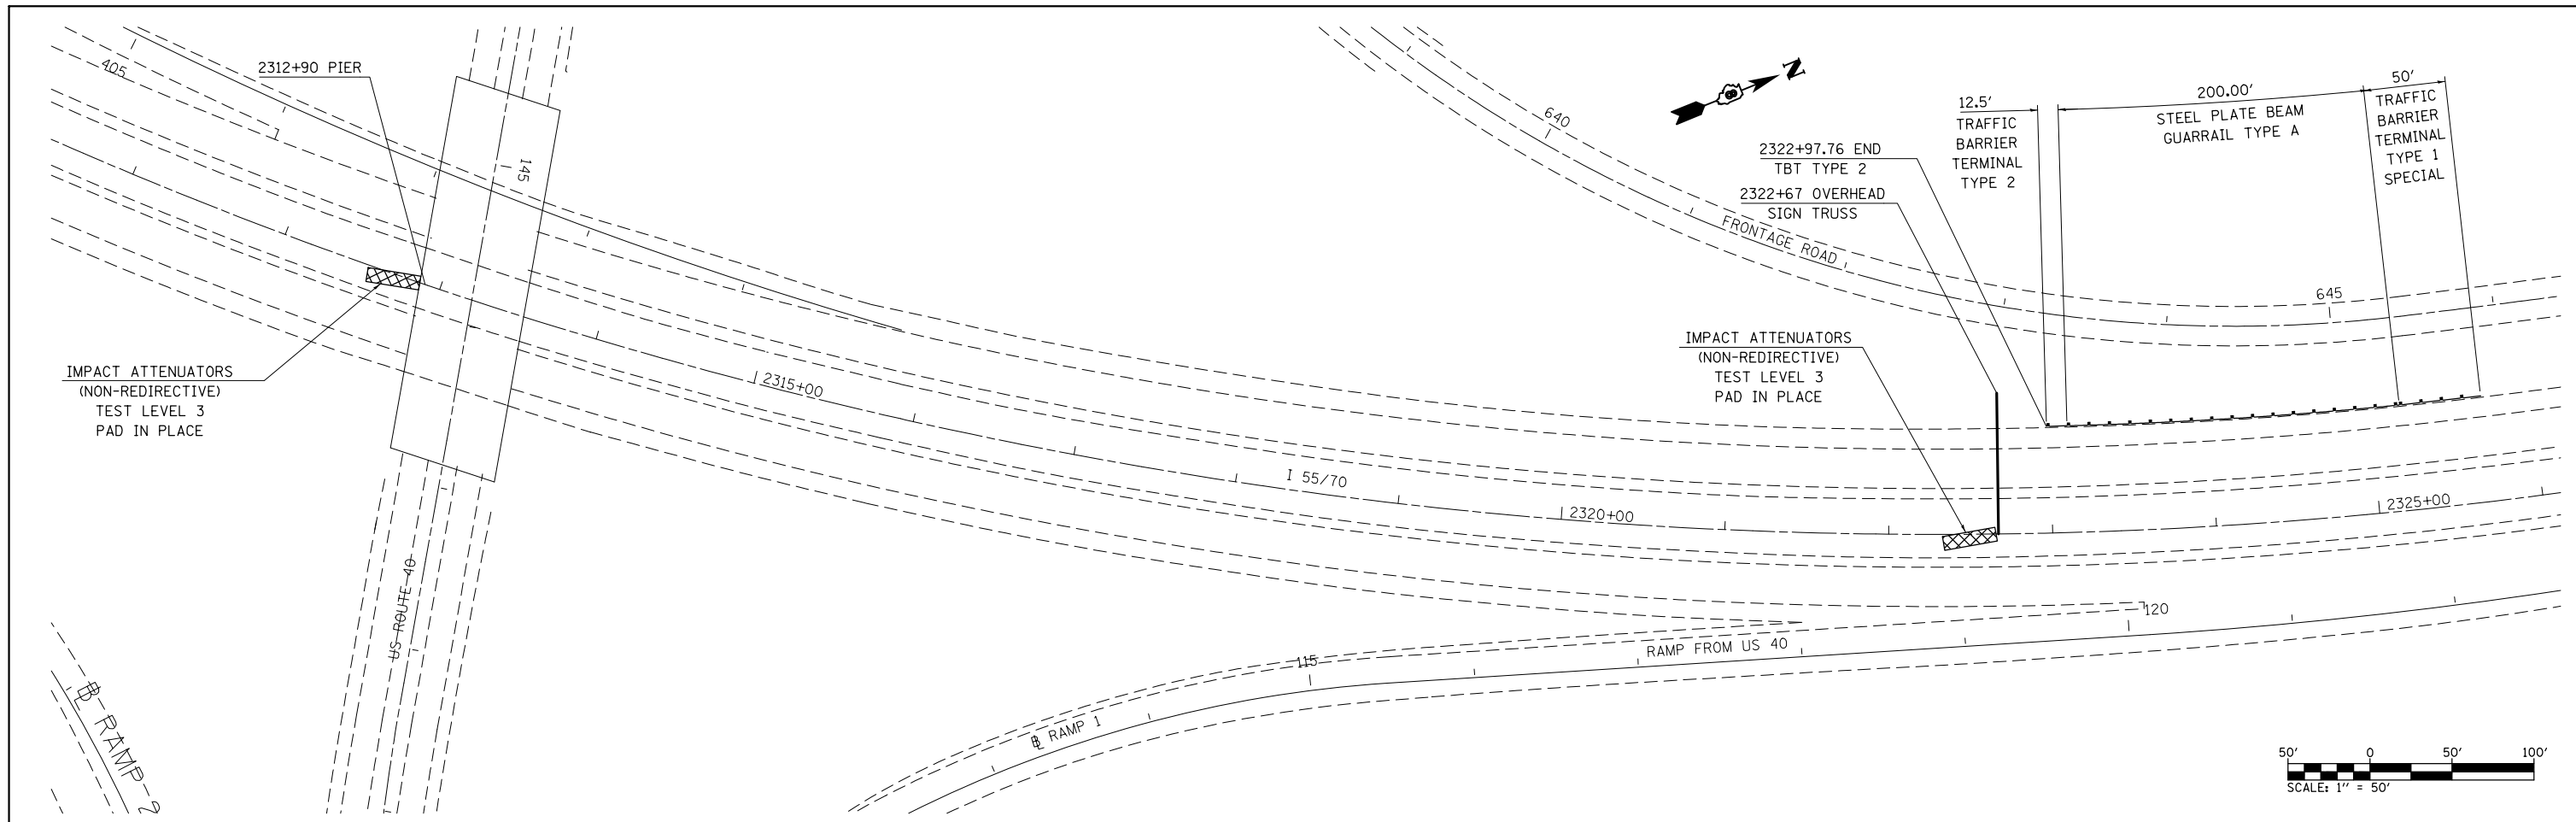 405
2312+90 PIER
145
IMPACT ATTENUATORS
(NON-REDIRECTIVE)
TEST LEVEL 3
PAD IN PLACE
US ROUTE 40
RAMP 2
2315+00
I 55/70
2320+00
2325+00
640
FRONTAGE ROAD
645
N
2322+97.76 END
TBT TYPE 2
2322+67 OVERHEAD
SIGN TRUSS
IMPACT ATTENUATORS
(NON-REDIRECTIVE)
TEST LEVEL 3
PAD IN PLACE
12.5'
TRAFFIC
BARRIER
TERMINAL
TYPE 2
200.00'
STEEL PLATE BEAM
GUARRAIL TYPE A
50'
TRAFFIC
BARRIER
TERMINAL
TYPE 1
SPECIAL
115
RAMP 1
RAMP FROM US 40
120
50' 0 50' 100'
SCALE: 1" = 50'